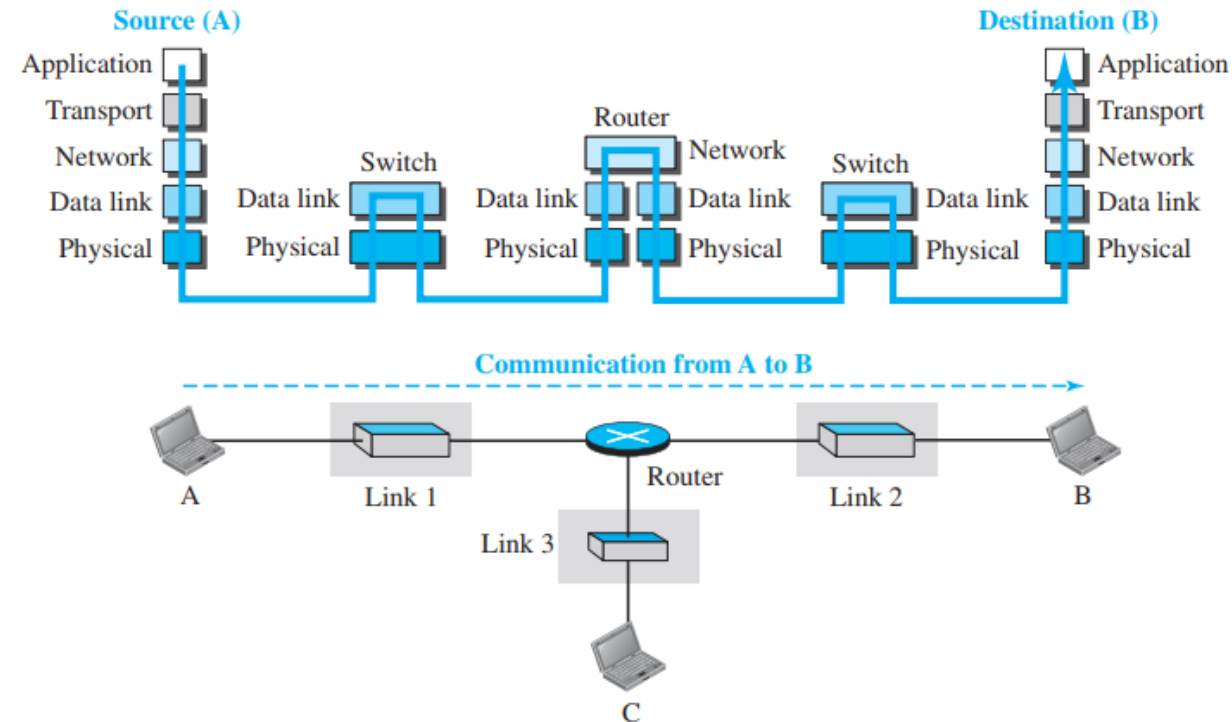 Source (A)
Destination (B)
Application
Application
Transport
Transport
Router
Network
Switch
Network
Switch
Network
Data link
Data link
Data link
Data link
Data link
Data link
Physical
Physical
Physical
Physical
Physical
Physical
Communication from A to B
A
Link 1
Router
Link 2
B
Link 3
C